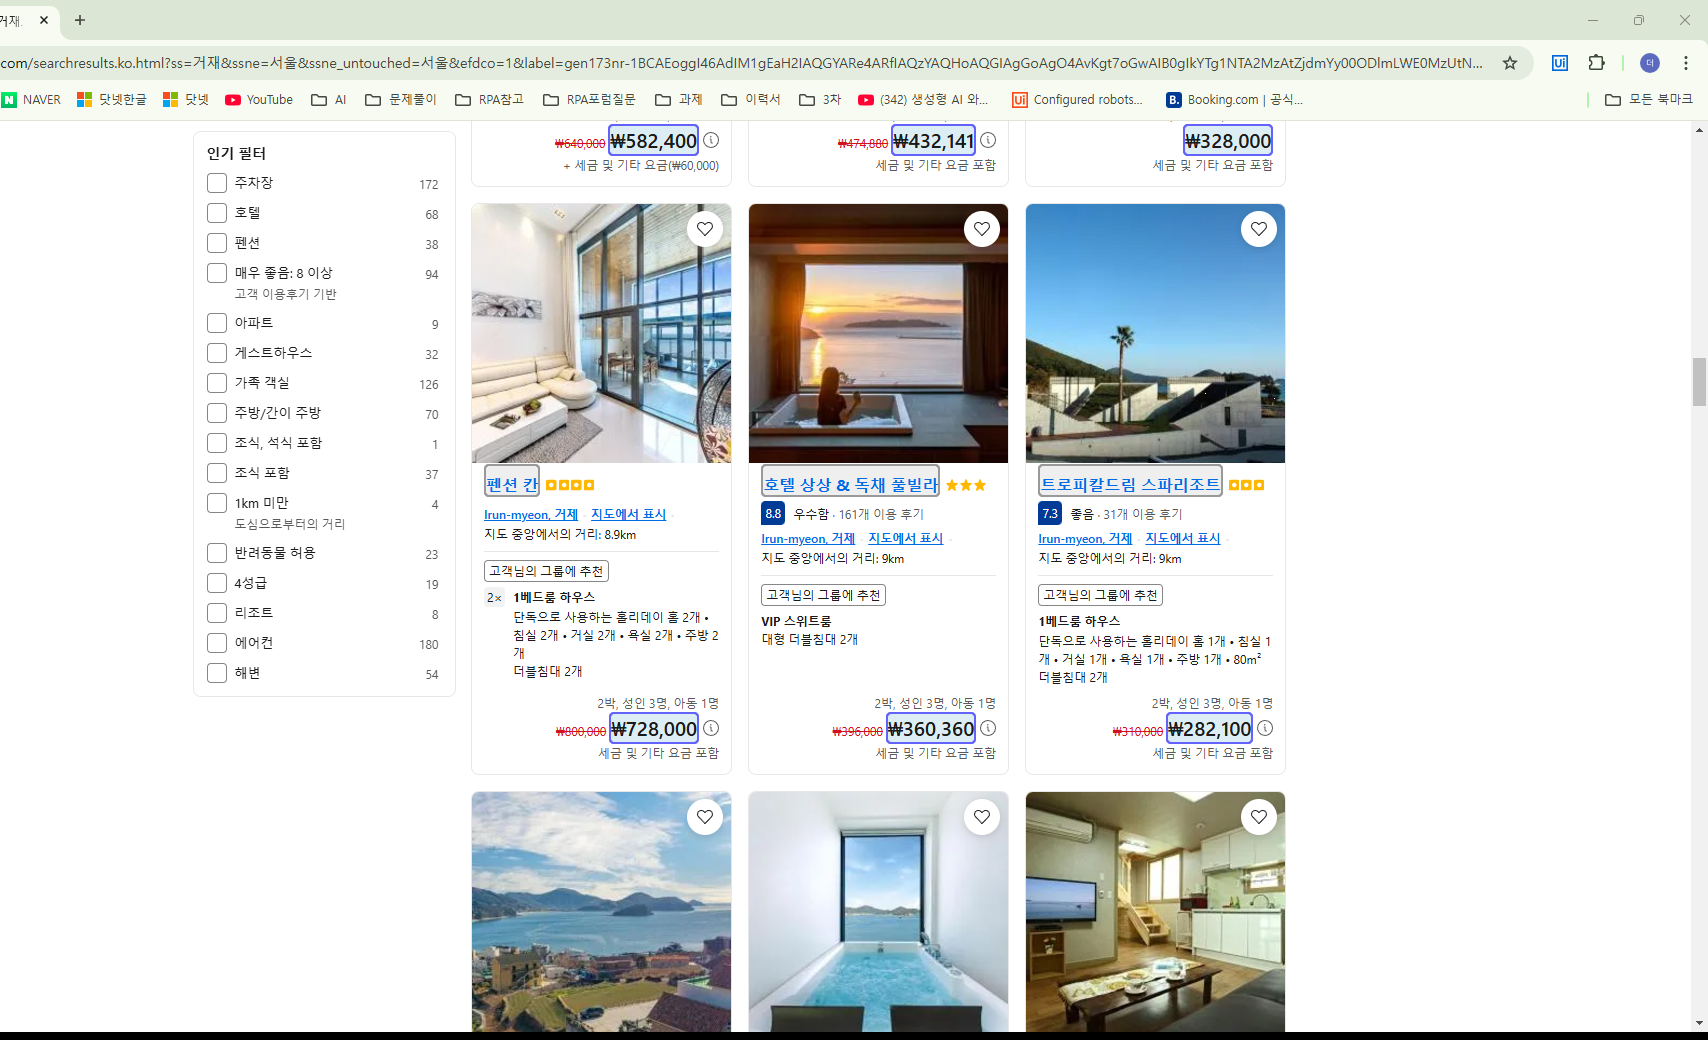 거재
com/searchresults.ko.html?ss=거재&ssne=서울&ssne_untouched=서울&efdco=1&label=gen173nr-1BCAEoggI46AdIM1gEaH2IAQGYARe4ARfIAQzYAQHoAQGIAgGoAgO4AvKgt7oGwAIB0gIkYTg1NTA2MzAtZjdmYy00ODlmLWE0MzUtN...
더
NAVER
닷넷한글
닷넷
YouTube
AI
문제풀이
RPA참고
RPA포럼질문
과제
이력서
3차
(342) 생성형 AI 와...
Configured robots...
Booking.com | 공식...
모든 북마크
인기 필터
주차장 172
호텔 68
펜션 38
매우 좋음: 8 이상 94
고객 이용후기 기반
아파트 9
게스트하우스 32
가족 객실 126
주방/간이 주방 70
조식, 석식 포함 1
조식 포함 37
1km 미만 4
도심으로부터의 거리
반려동물 허용 23
4성급 19
리조트 8
에어컨 180
해변 54
₩640,000 ₩582,400
+ 세금 및 기타 요금(₩60,000)
₩474,880 ₩432,141
세금 및 기타 요금 포함
₩328,000
세금 및 기타 요금 포함
펜션 칸
Irun-myeon, 거제 · 지도에서 표시 ·
지도 중앙에서의 거리: 8.9km
고객님의 그룹에 추천
2× 1베드룸 하우스
단독으로 사용하는 홀리데이 홈 2개 •
침실 2개 • 거실 2개 • 욕실 2개 • 주방 2
개
더블침대 2개
2박, 성인 3명, 아동 1명
₩800,000 ₩728,000
세금 및 기타 요금 포함
호텔 상상 & 독채 풀빌라
8.8 우수함 · 161개 이용 후기
Irun-myeon, 거제 · 지도에서 표시 ·
지도 중앙에서의 거리: 9km
고객님의 그룹에 추천
VIP 스위트룸
대형 더블침대 2개
2박, 성인 3명, 아동 1명
₩396,000 ₩360,360
세금 및 기타 요금 포함
트로피칼드림 스파리조트
7.3 좋음 · 31개 이용 후기
Irun-myeon, 거제 · 지도에서 표시 ·
지도 중앙에서의 거리: 9km
고객님의 그룹에 추천
1베드룸 하우스
단독으로 사용하는 홀리데이 홈 1개 • 침실 1
개 • 거실 1개 • 욕실 1개 • 주방 1개 • 80m²
더블침대 2개
2박, 성인 3명, 아동 1명
₩310,000 ₩282,100
세금 및 기타 요금 포함